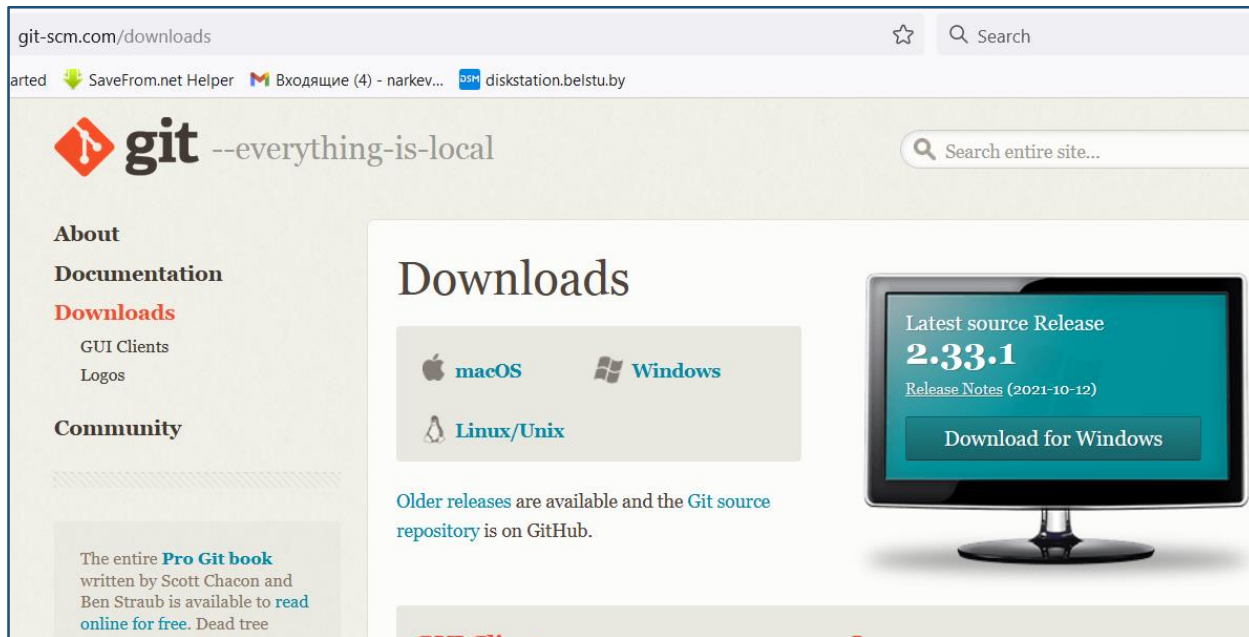 git-scm.com/downloads
Search
arted
SaveFrom.net Helper
Входящие (4) - narkev...
DSM
diskstation.belstu.by
git --everything-is-local
Search entire site...
About
Documentation
Downloads
GUI Clients
Logos
Community
The entire Pro Git book
written by Scott Chacon and
Ben Straub is available to read
online for free. Dead tree
Downloads
macOS
Windows
Linux/Unix
Older releases are available and the Git source
repository is on GitHub.
Latest source Release
2.33.1
Release Notes (2021-10-12)
Download for Windows